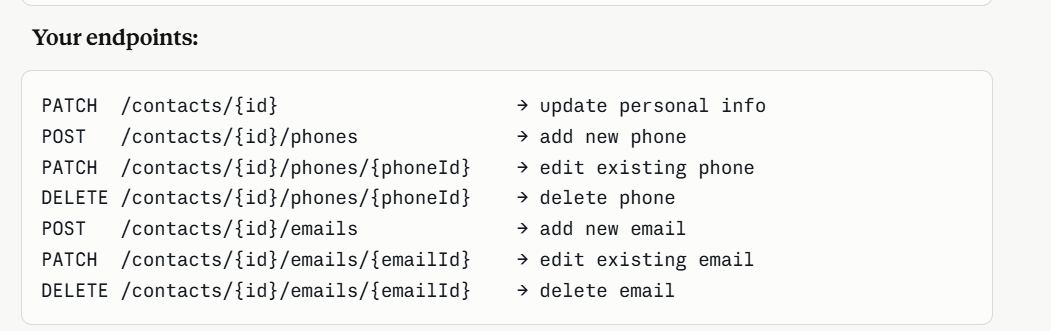 Your endpoints:
PATCH /contacts/{id} → update personal info
POST /contacts/{id}/phones → add new phone
PATCH /contacts/{id}/phones/{phoneId} → edit existing phone
DELETE /contacts/{id}/phones/{phoneId} → delete phone
POST /contacts/{id}/emails → add new email
PATCH /contacts/{id}/emails/{emailId} → edit existing email
DELETE /contacts/{id}/emails/{emailId} → delete email